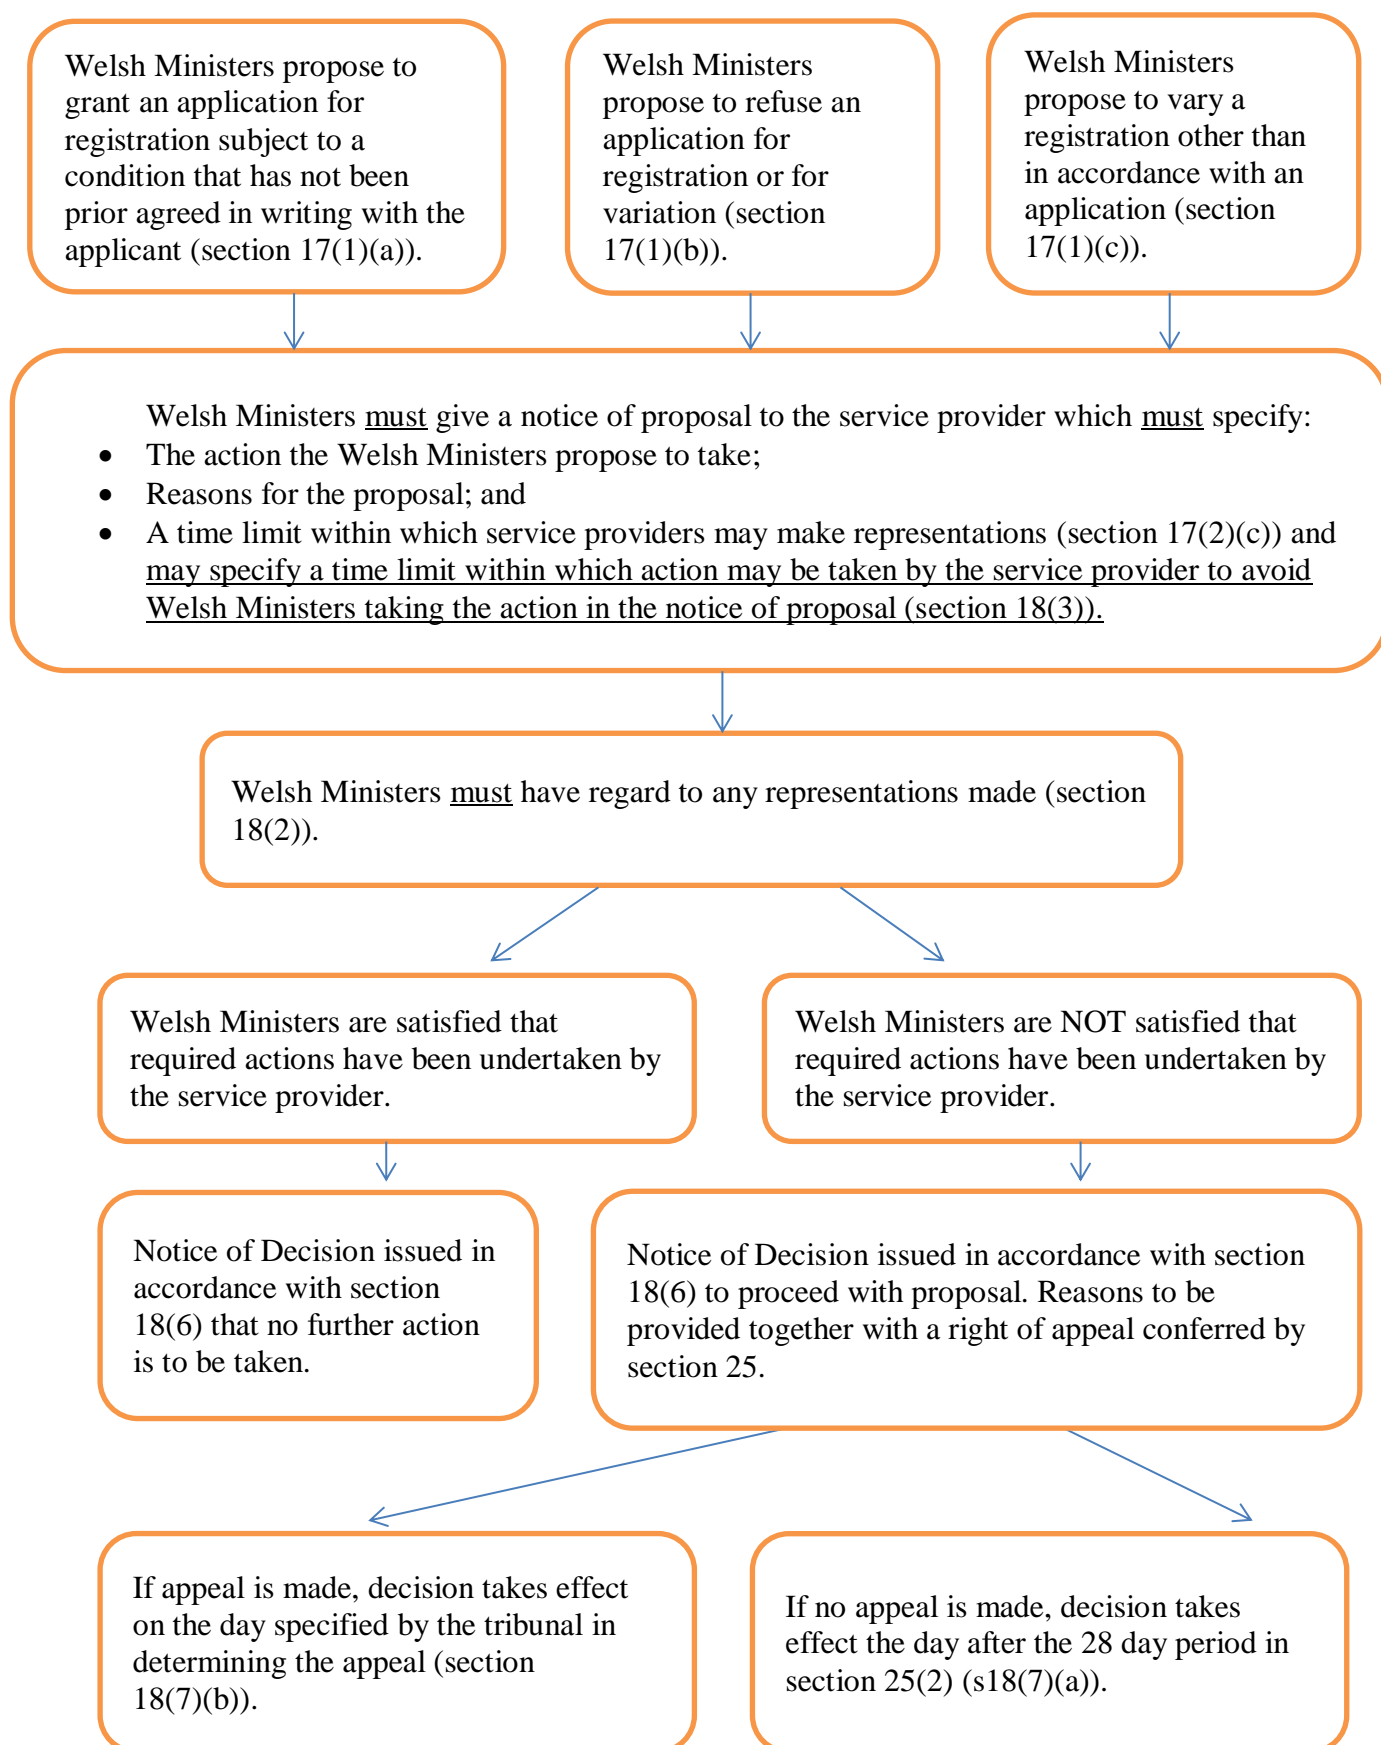 Welsh Ministers propose to
grant an application for
registration subject to a
condition that has not been
prior agreed in writing with the
applicant (section 17(1)(a)).
Welsh Ministers
propose to refuse an
application for
registration or for
variation (section
17(1)(b)).
Welsh Ministers
propose to vary a
registration other than
in accordance with an
application (section
17(1)(c)).
Welsh Ministers must give a notice of proposal to the service provider which must specify:
• The action the Welsh Ministers propose to take;
• Reasons for the proposal; and
• A time limit within which service providers may make representations (section 17(2)(c)) and
may specify a time limit within which action may be taken by the service provider to avoid
Welsh Ministers taking the action in the notice of proposal (section 18(3)).
Welsh Ministers must have regard to any representations made (section
18(2)).
Welsh Ministers are satisfied that
required actions have been undertaken by
the service provider.
Welsh Ministers are NOT satisfied that
required actions have been undertaken by
the service provider.
Notice of Decision issued in
accordance with section
18(6) that no further action
is to be taken.
Notice of Decision issued in accordance with section
18(6) to proceed with proposal. Reasons to be
provided together with a right of appeal conferred by
section 25.
If appeal is made, decision takes effect
on the day specified by the tribunal in
determining the appeal (section
18(7)(b)).
If no appeal is made, decision takes
effect the day after the 28 day period in
section 25(2) (s18(7)(a)).